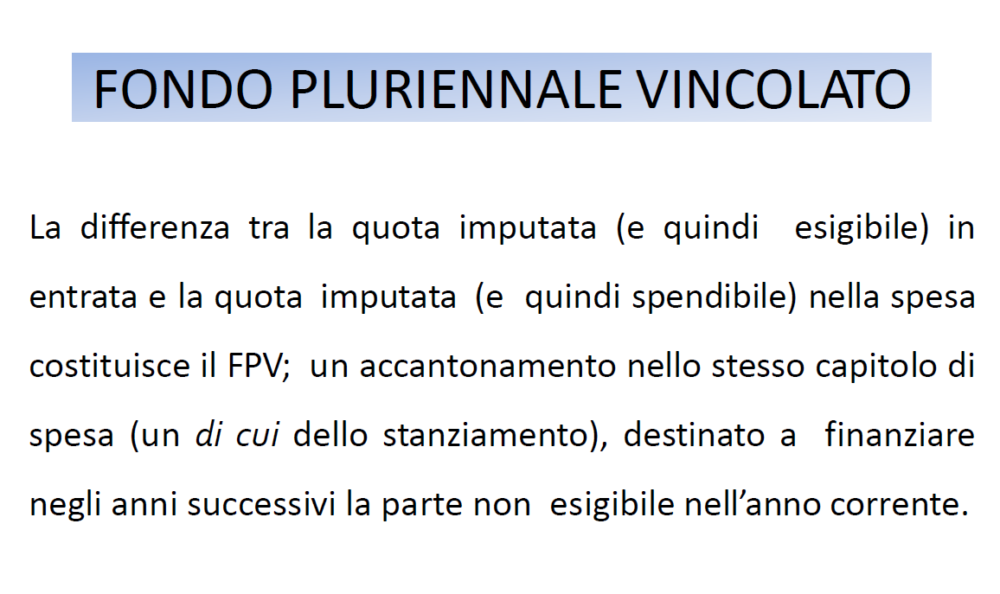 FONDO PLURIENNALE VINCOLATO
La differenza tra la quota imputata (e quindi esigibile) in
entrata e la quota imputata (e quindi spendibile) nella spesa
costituisce il FPV; un accantonamento nello stesso capitolo di
spesa (un di cui dello stanziamento), destinato a finanziare
negli anni successivi la parte non esigibile nell’anno corrente.